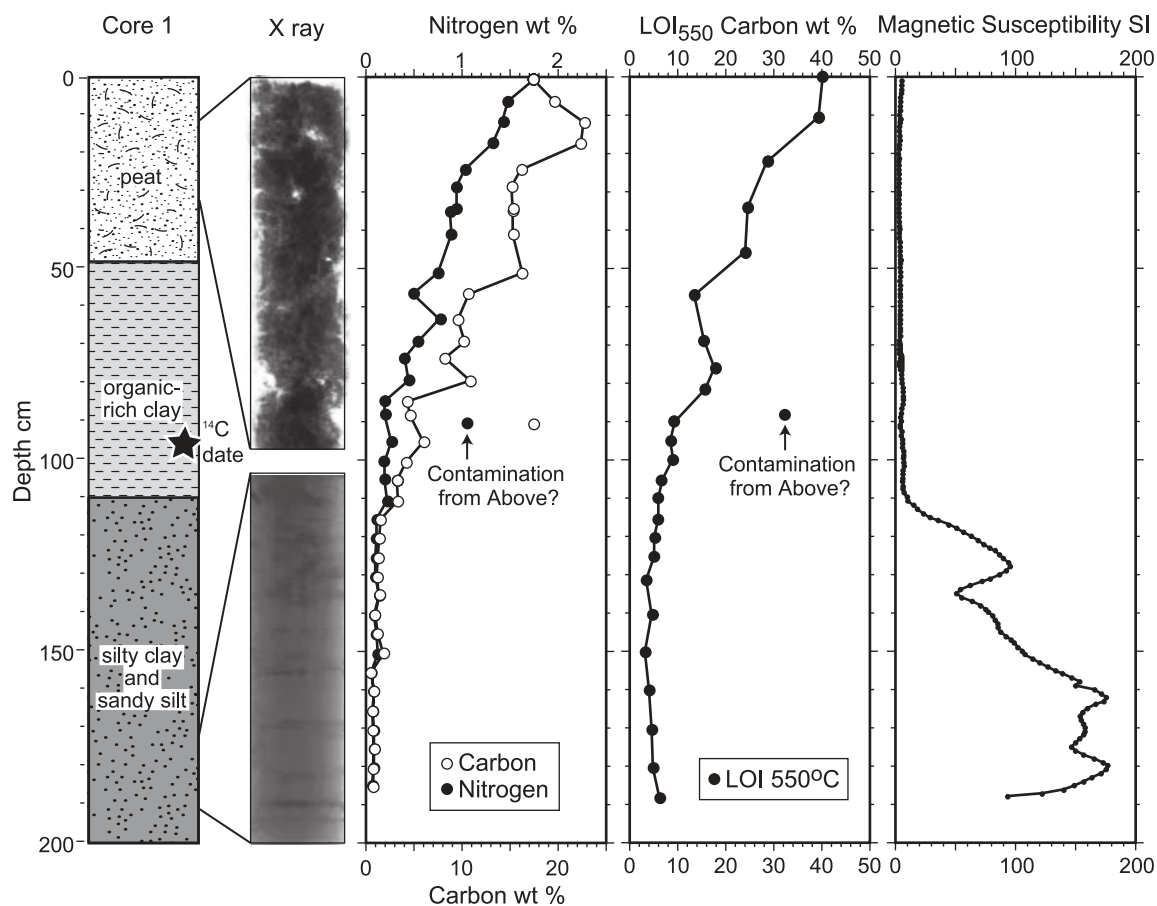 Core 1
X ray
Nitrogen wt %
LOI550 Carbon wt %
Magnetic Susceptibility SI
0 1 2
0 10 20 30 40 50
0 100 200
Depth cm
0
50
100
150
200
peat
organic-
rich clay
14C
date
silty clay
and
sandy silt
Contamination
from Above?
Carbon
Nitrogen
Contamination
from Above?
LOI 550ºC
0 10 20
Carbon wt %
0 10 20 30 40 50
0 100 200